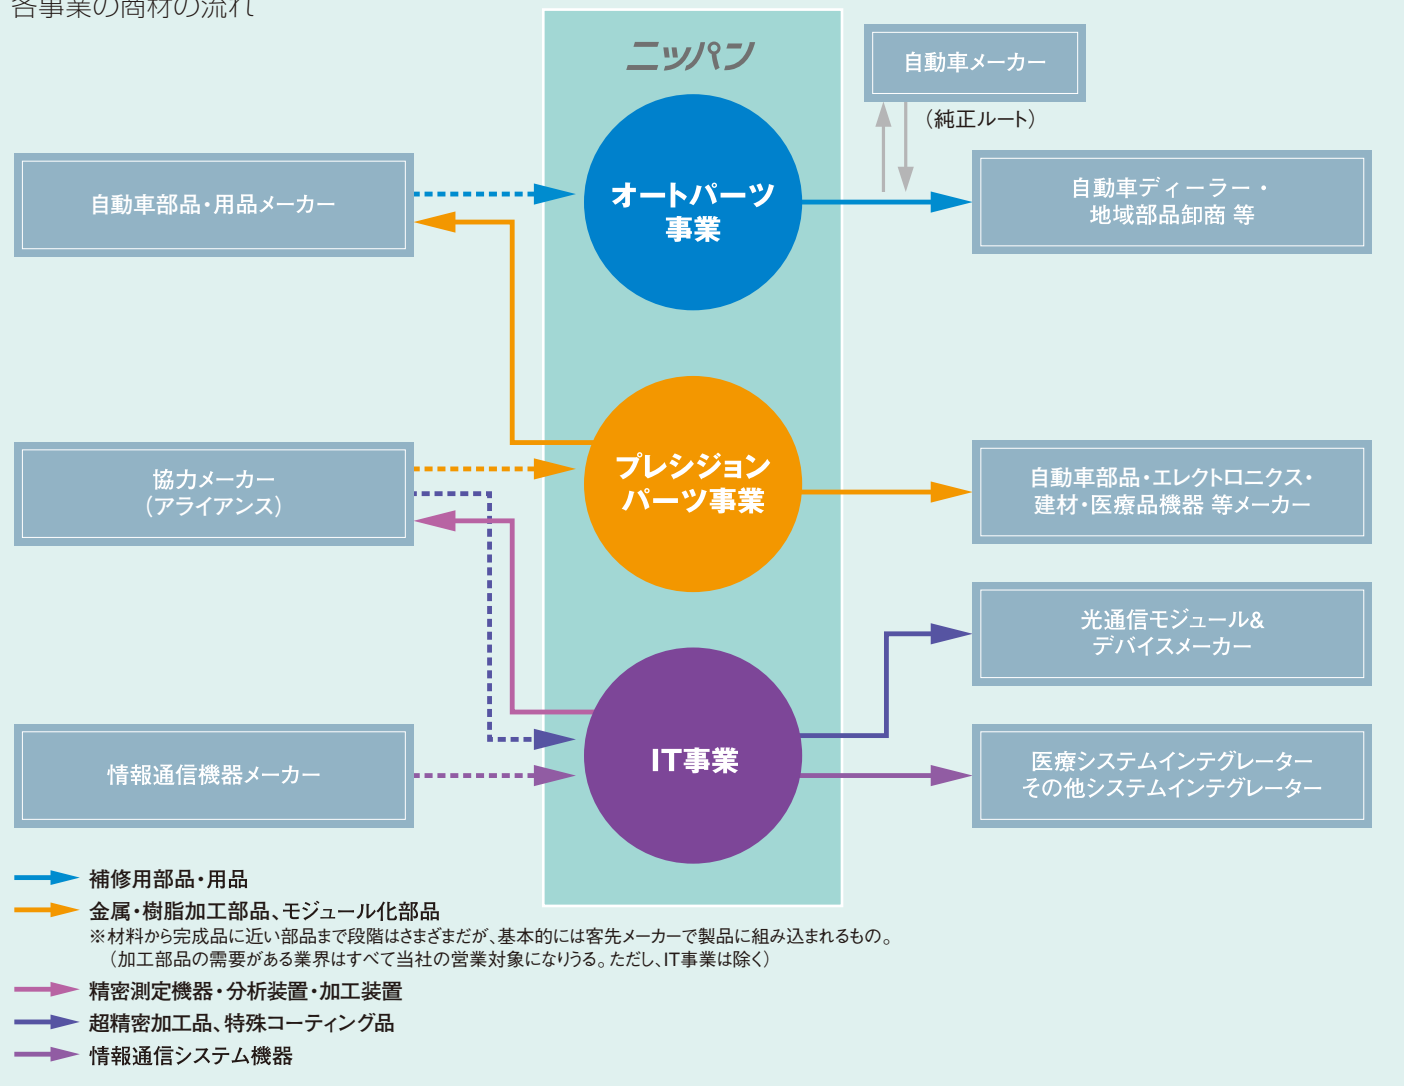 各事業の商材の流れ
ニッパン
自動車メーカー
（純正ルート）
自動車部品・用品メーカー
オートパーツ
事業
自動車ディーラー・
地域部品卸商 等
協力メーカー
（アライアンス）
プレシジョン
パーツ事業
自動車部品・エレクトロニクス・
建材・医療品機器 等メーカー
光通信モジュール&
デバイスメーカー
情報通信機器メーカー
IT事業
医療システムインテグレーター
その他システムインテグレーター
補修用部品・用品
金属・樹脂加工部品、モジュール化部品
※材料から完成品に近い部品まで段階はさまざまだが、基本的には客先メーカーで製品に組み込まれるもの。
（加工部品の需要がある業界はすべて当社の営業対象になりうる。ただし、IT事業は除く）
精密測定機器・分析装置・加工装置
超精密加工品、特殊コーティング品
情報通信システム機器